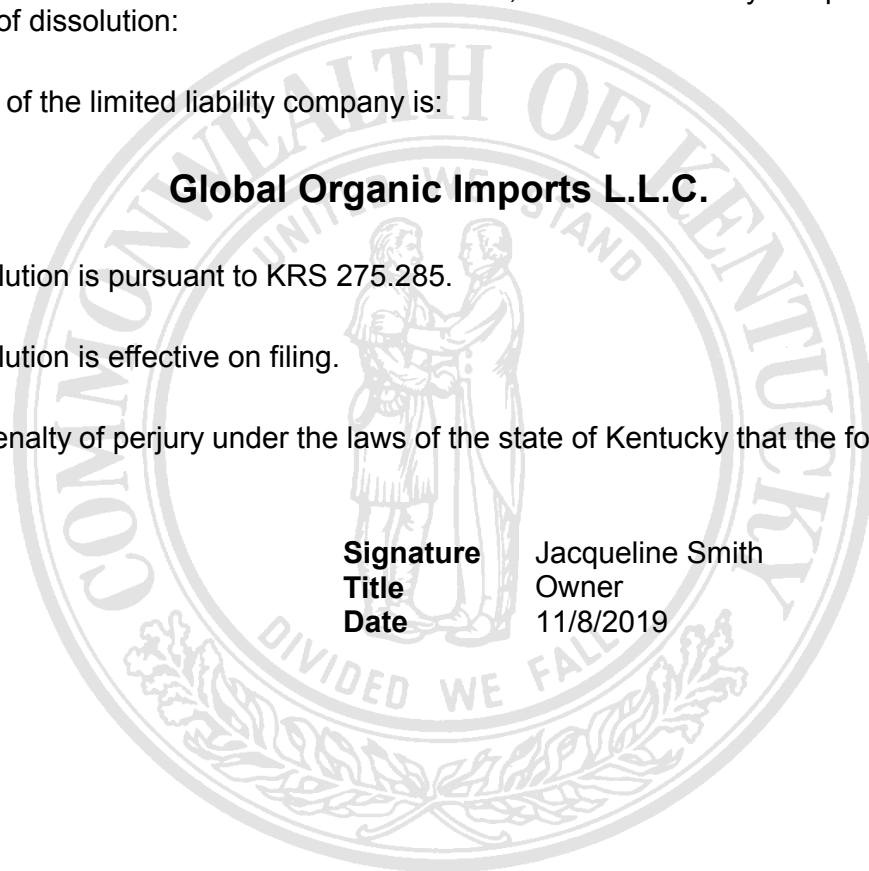 of dissolution:
of the limited liability company is:
Global Organic Imports L.L.C.
lution is pursuant to KRS 275.285.
lution is effective on filing.
enalty of perjury under the laws of the state of Kentucky that the fo
Signature Jacqueline Smith
Title Owner
Date 11/8/2019
COMMONWEALTH OF KENTUCKY
UNITED WE STAND
DIVIDED WE FALL